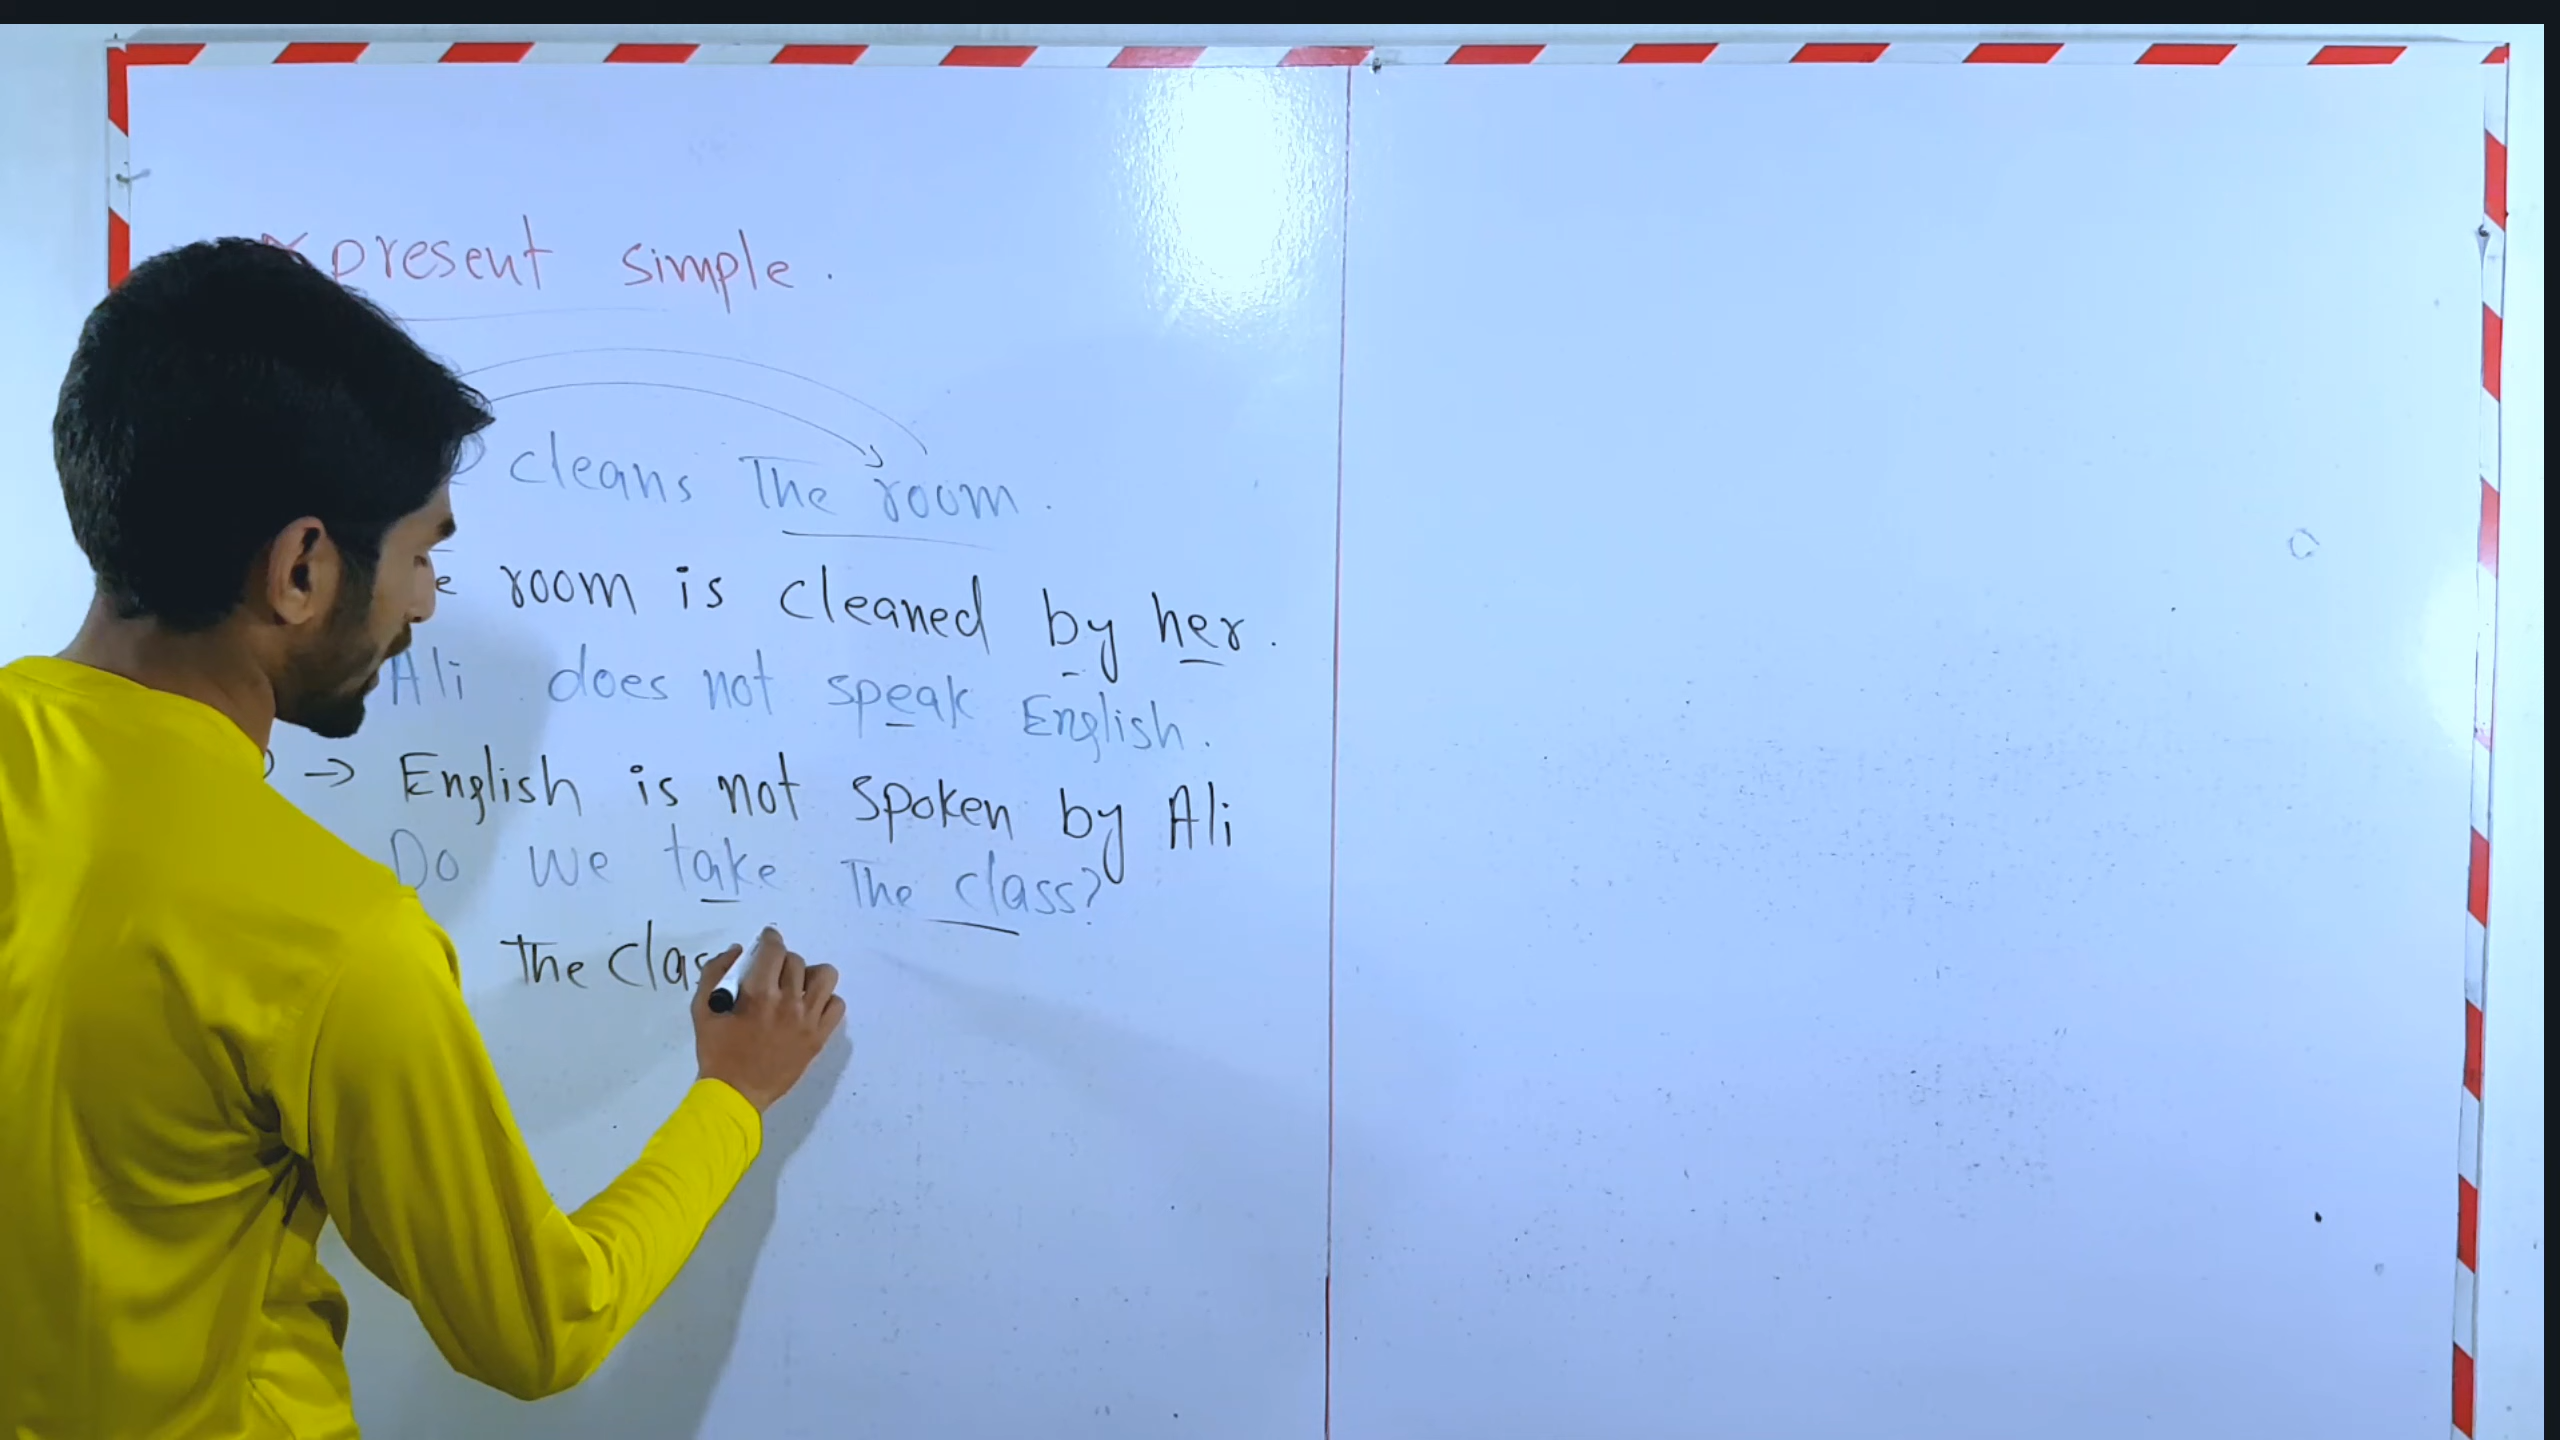 present simple.
cleans The room.
room is cleaned by her.
Ali does not speak English.
→ English is not spoken by Ali
Do we take The class?
The clas